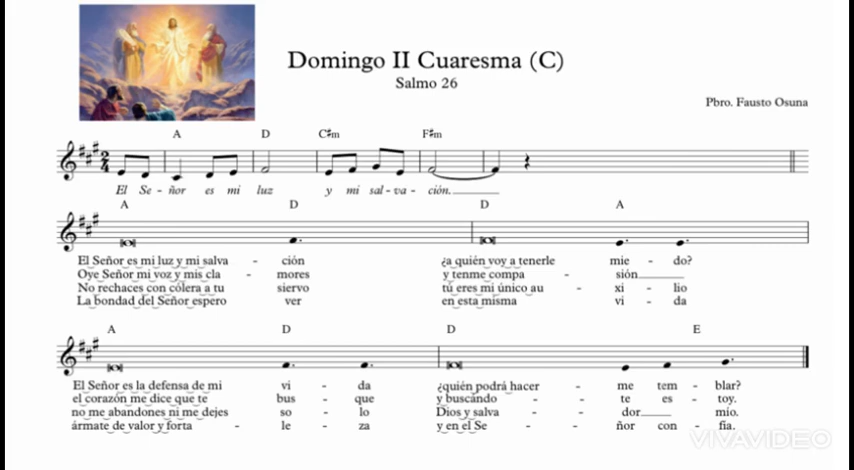 Domingo II Cuaresma (C)
Salmo 26
Pbro. Fausto Osuna
A D C#m F#m
2/4
El Se - ñor es mi luz y mi sal - va - ción.
A D D A
El Señor es mi luz y mi salva - ción ¿a quién voy a tenerle mie - do?
Oye Señor mi voz y mis cla - mores y tenme compa - sión
No rechaces con cólera a tu siervo tú eres mi único au - xi - lio
La bondad del Señor espero ver en esta misma vi - da
A D D E
El Señor es la defensa de mi vi - da ¿quién podrá hacer - me tem - blar?
el corazón me dice que te bus - que y buscando - te es - toy.
no me abandones ni me dejes so - lo Dios y salva - dor mío.
ármate de valor y forta - le - za y en el Se - ñor con - fía.
VIVAVIDEO